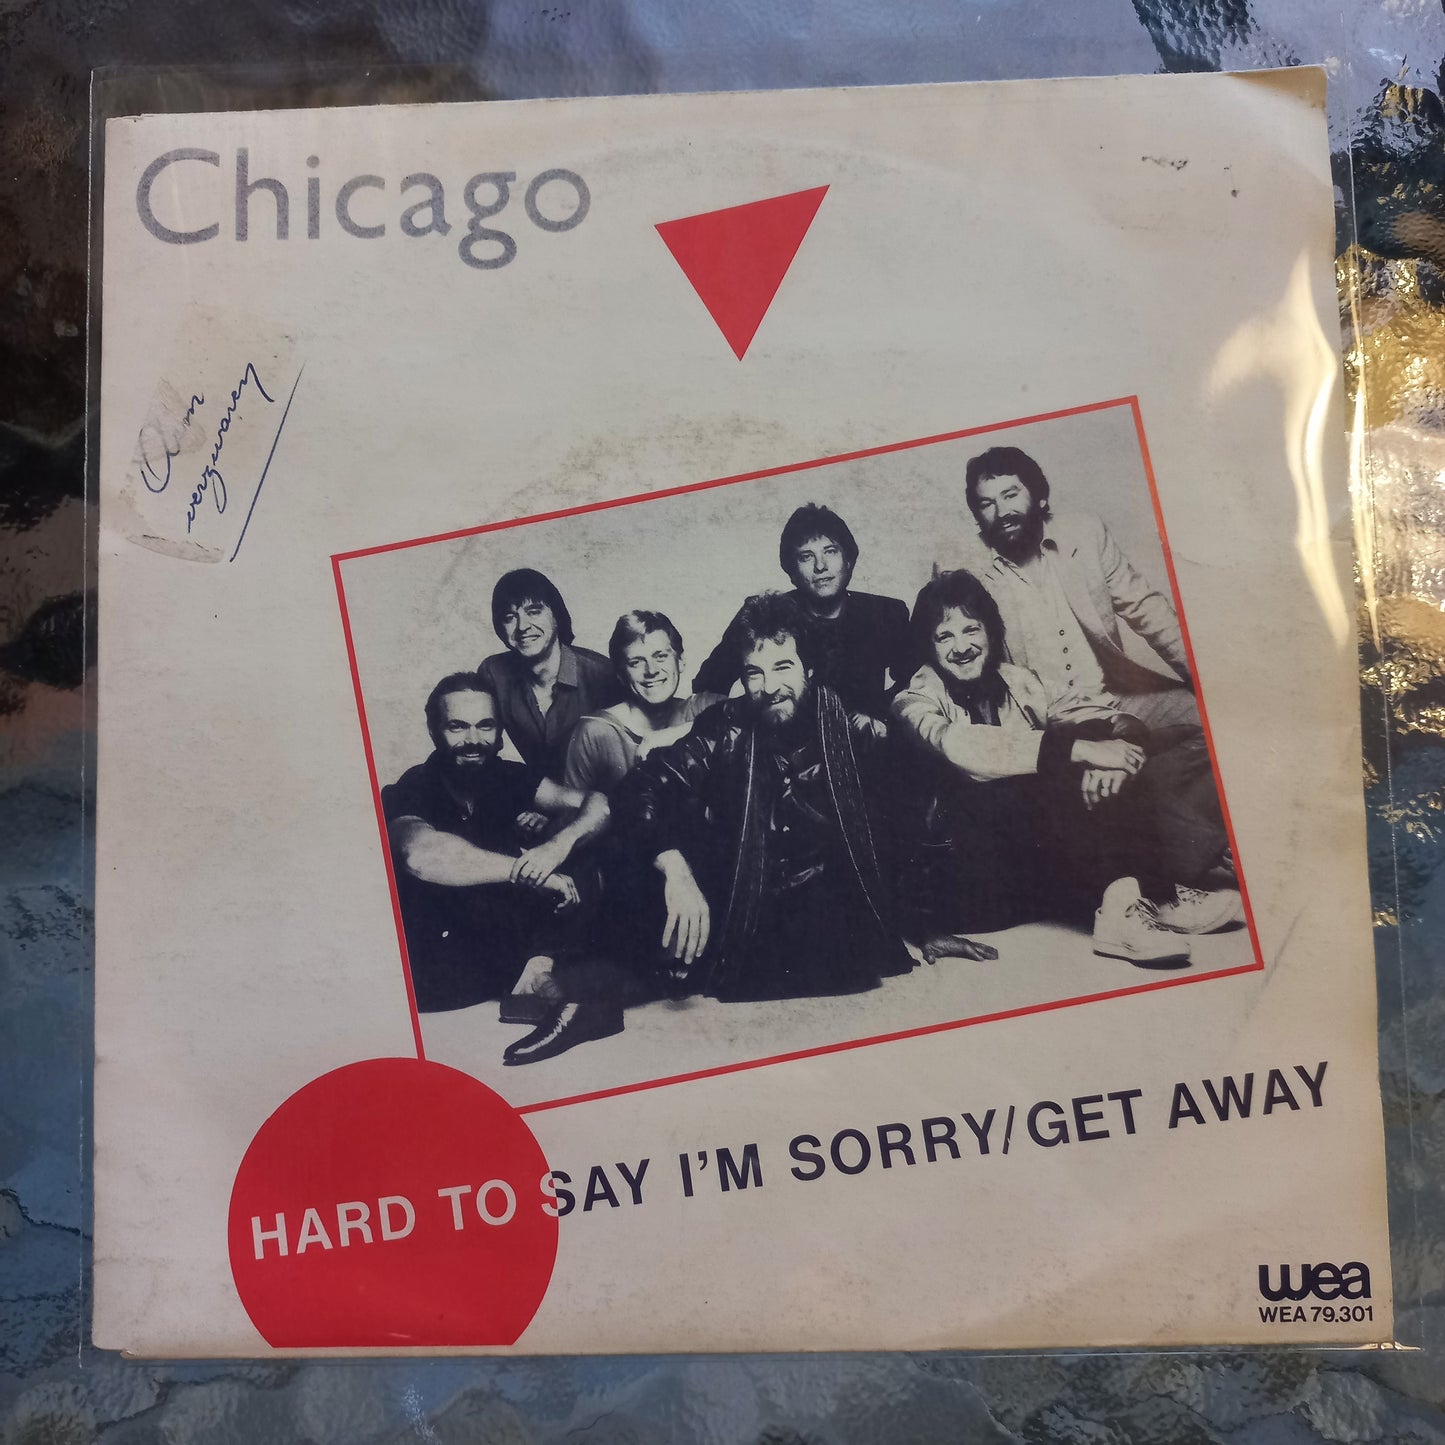 Chicago
HARD TO SAY I'M SORRY/GET AWAY
wea
WEA 79.301